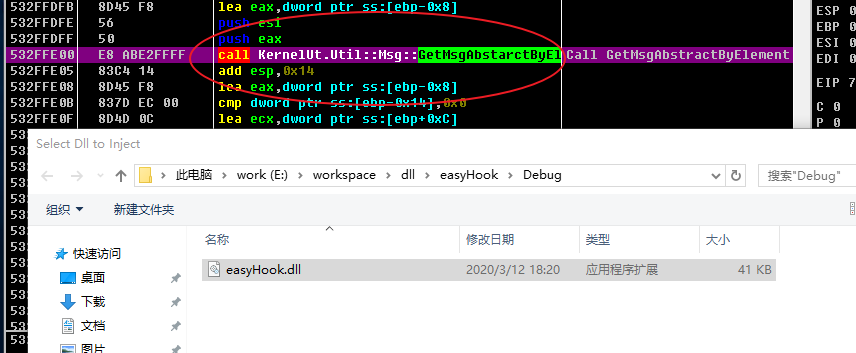 532FFDFB 8D45 F8 lea eax,dword ptr ss:[ebp-0x8] ESP 0
532FFDFE 56 push esi EBP 0
532FFDFF 50 push eax ESI 0
532FFE00 E8 ABE2FFFF call KernelUt.Util::Msg::GetMsgAbstarctByEl Call GetMsgAbstractByElement EDI 0
532FFE05 83C4 14 add esp,0x14
532FFE08 8D45 F8 lea eax,dword ptr ss:[ebp-0x8] EIP 7
532FFE0B 837D EC 00 cmp dword ptr ss:[ebp-0x14],0x0 C 0
532FFE0F 8D4D 0C lea ecx,dword ptr ss:[ebp+0xC] P 0
Select Dll to Inject
此电脑 > work (E:) > workspace > dll > easyHook > Debug
搜索"Debug"
组织 新建文件夹
名称 修改日期 类型 大小
快速访问
easyHook.dll 2020/3/12 18:20 应用程序扩展 41 KB
桌面
下载
文档
图片